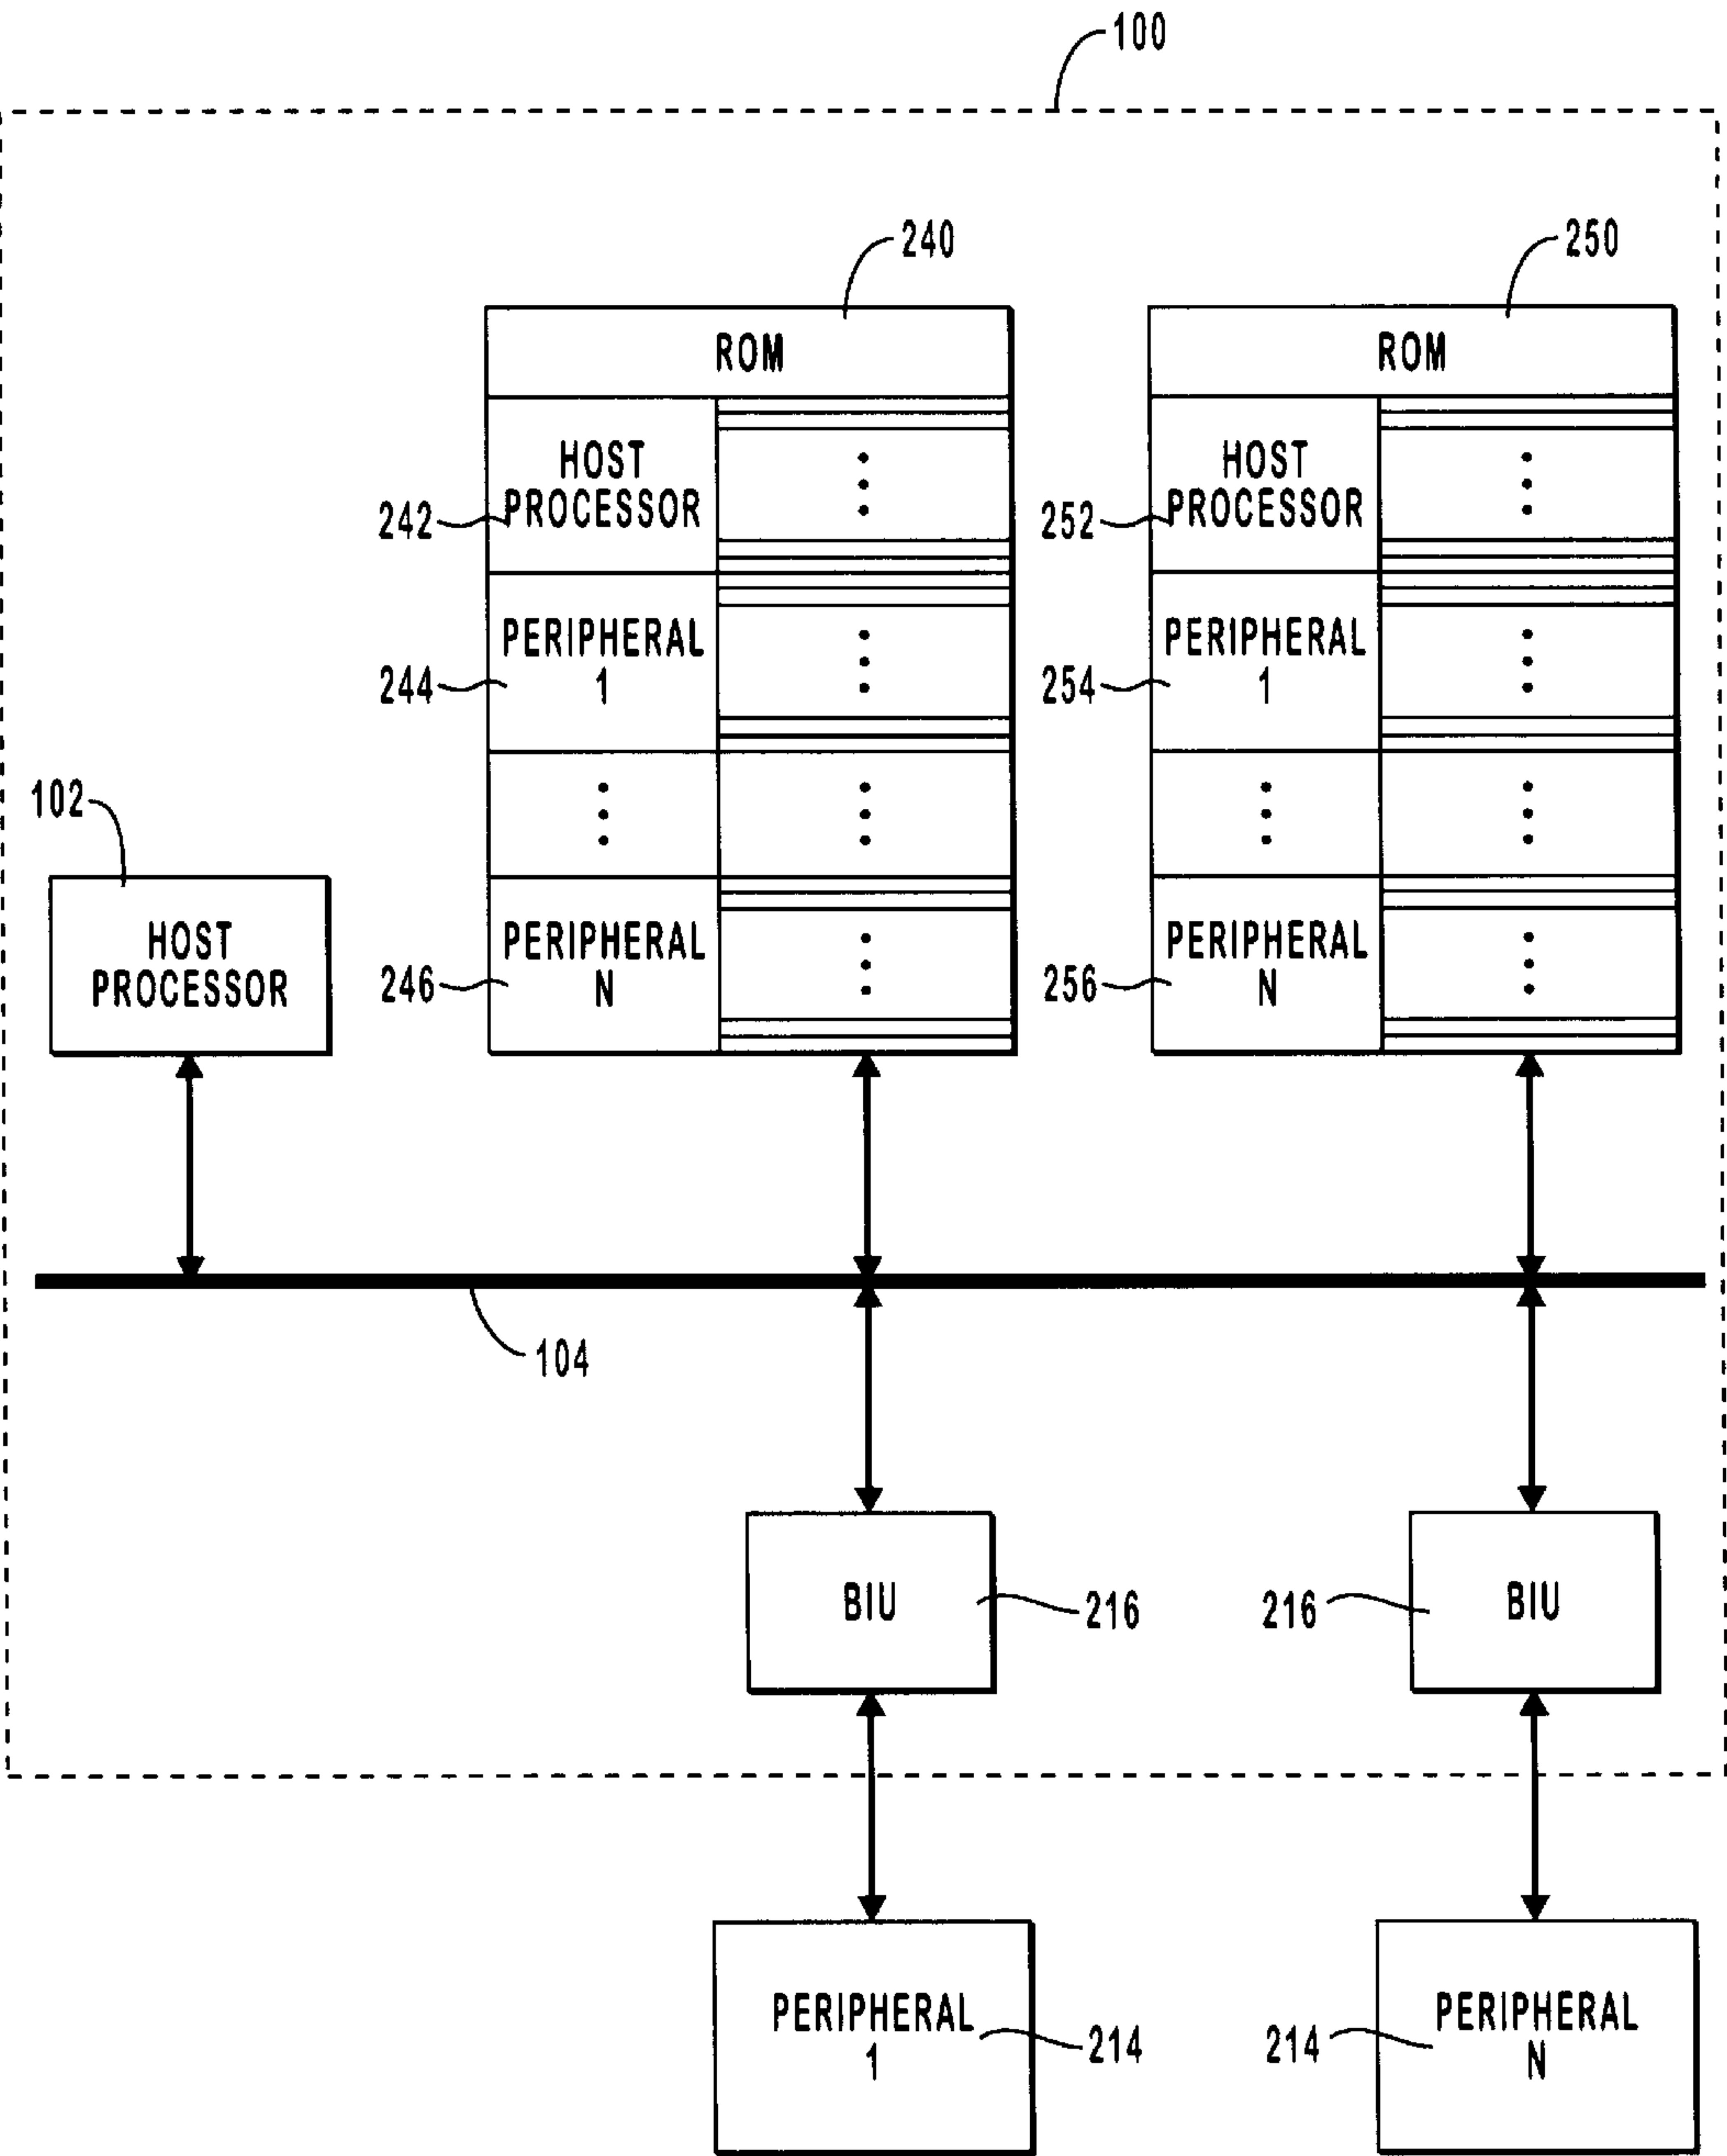 100
240
250
ROM
ROM
HOST
PROCESSOR
242
HOST
PROCESSOR
252
PERIPHERAL
1
244
PERIPHERAL
1
254
102
HOST
PROCESSOR
PERIPHERAL
N
246
PERIPHERAL
N
256
104
BIU
216
216
BIU
PERIPHERAL
1
214
214
PERIPHERAL
N